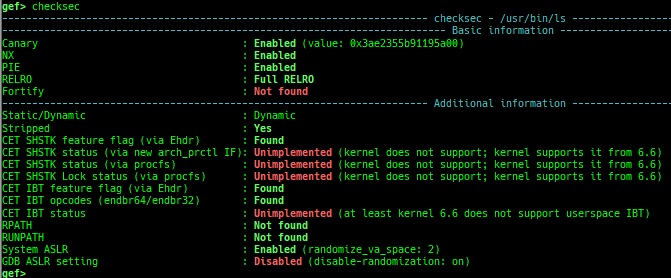 gef> checksec
------------------------------------------------------------------------ checksec - /usr/bin/ls -----------------
--------------------------------------------------------------------------- Basic information -------------------
Canary                                  : Enabled (value: 0x3ae2355b91195a00)
NX                                      : Enabled
PIE                                     : Enabled
RELRO                                   : Full RELRO
Fortify                                 : Not found
------------------------------------------------------------------------- Additional information ----------------
Static/Dynamic                          : Dynamic
Stripped                                : Yes
CET SHSTK feature flag (via Ehdr)       : Found
CET SHSTK status (via new arch_prctl IF): Unimplemented (kernel does not support; kernel supports it from 6.6)
CET SHSTK status (via procfs)           : Unimplemented (kernel does not support; kernel supports it from 6.6)
CET SHSTK Lock status (via procfs)      : Unimplemented (kernel does not support; kernel supports it from 6.6)
CET IBT feature flag (via Ehdr)         : Found
CET IBT opcodes (endbr64/endbr32)       : Found
CET IBT status                          : Unimplemented (at least kernel 6.6 does not support userspace IBT)
RPATH                                   : Not found
RUNPATH                                 : Not found
System ASLR                             : Enabled (randomize_va_space: 2)
GDB ASLR setting                        : Disabled (disable-randomization: on)
gef>